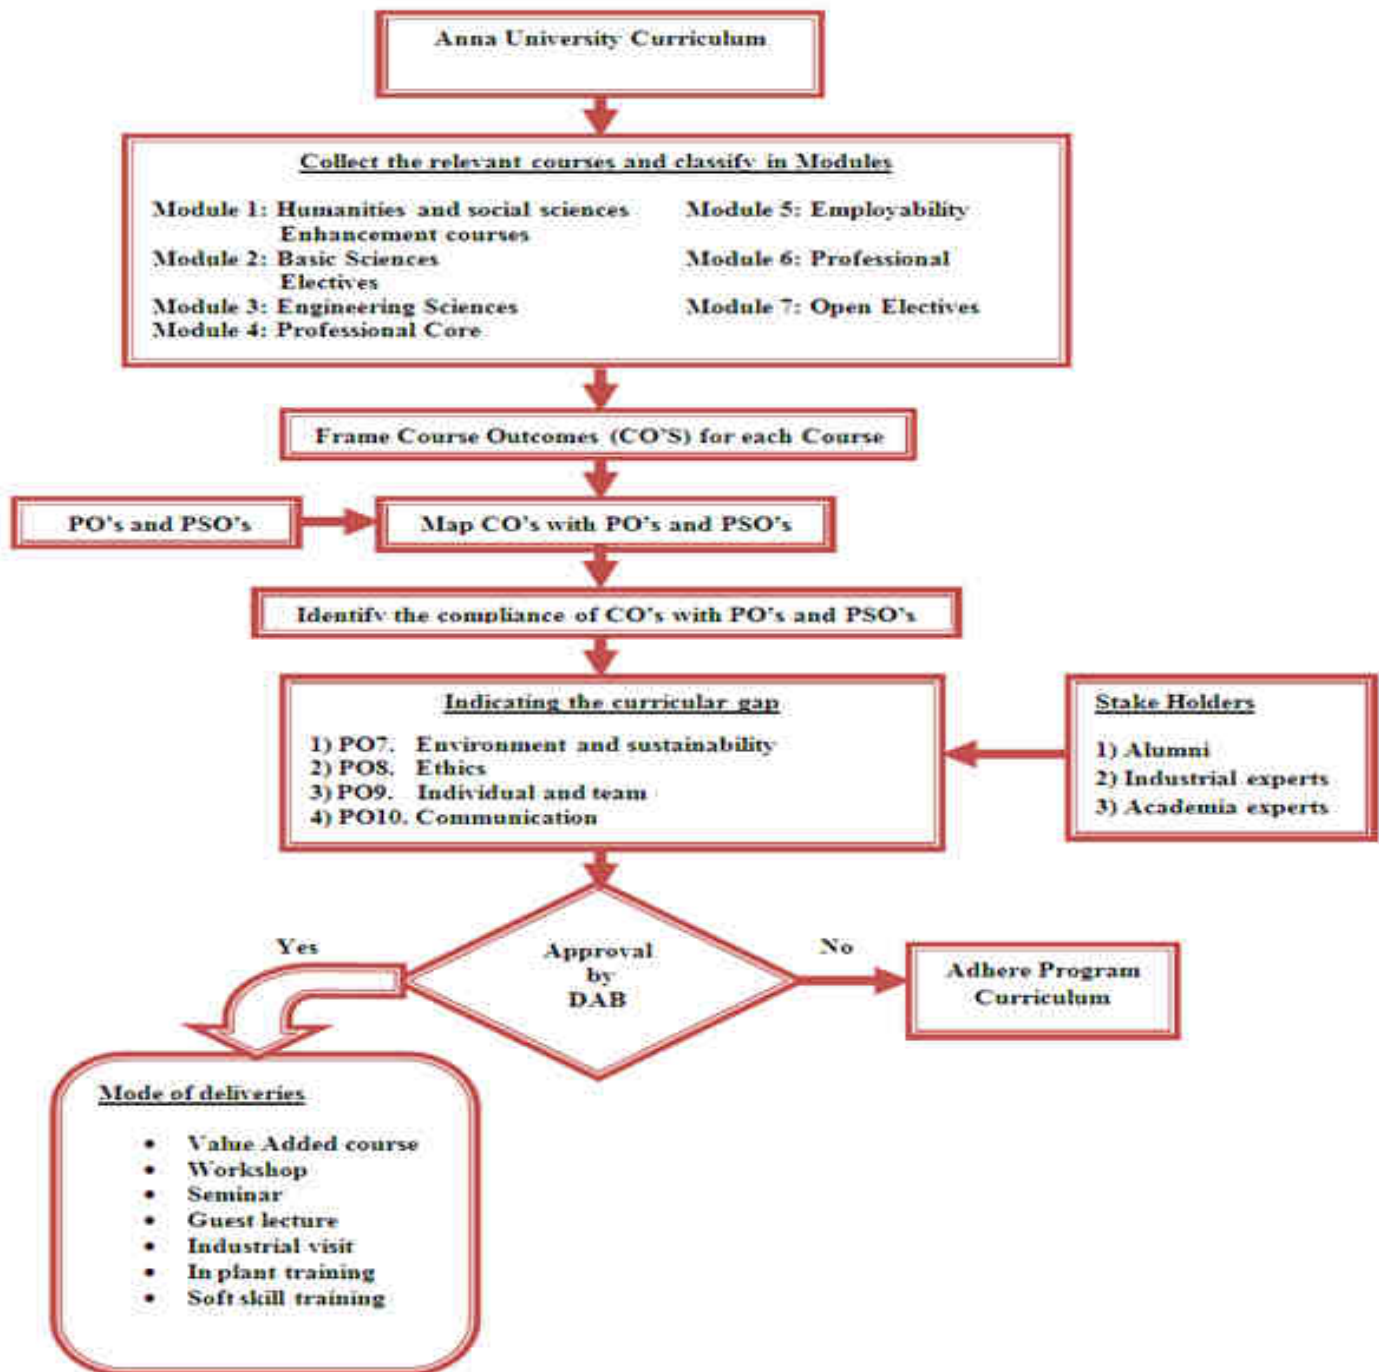 Anna University Curriculum
Collect the relevant courses and classify in Modules
Module 1: Humanities and social sciences Module 5: Employability
Enhancement courses
Module 2: Basic Sciences Module 6: Professional
Electives
Module 3: Engineering Sciences Module 7: Open Electives
Module 4: Professional Core
Frame Course Outcomes (CO'S) for each Course
PO's and PSO's
Map CO's with PO's and PSO's
Identify the compliance of CO's with PO's and PSO's
Indicating the curricular gap
1) PO7. Environment and sustainability
2) PO8. Ethics
3) PO9. Individual and team
4) PO10. Communication
Stake Holders
1) Alumni
2) Industrial experts
3) Academia experts
Yes
Approval
by
DAB
No
Adhere Program
Curriculum
Mode of deliveries
• Value Added course
• Workshop
• Seminar
• Guest lecture
• Industrial visit
• In plant training
• Soft skill training